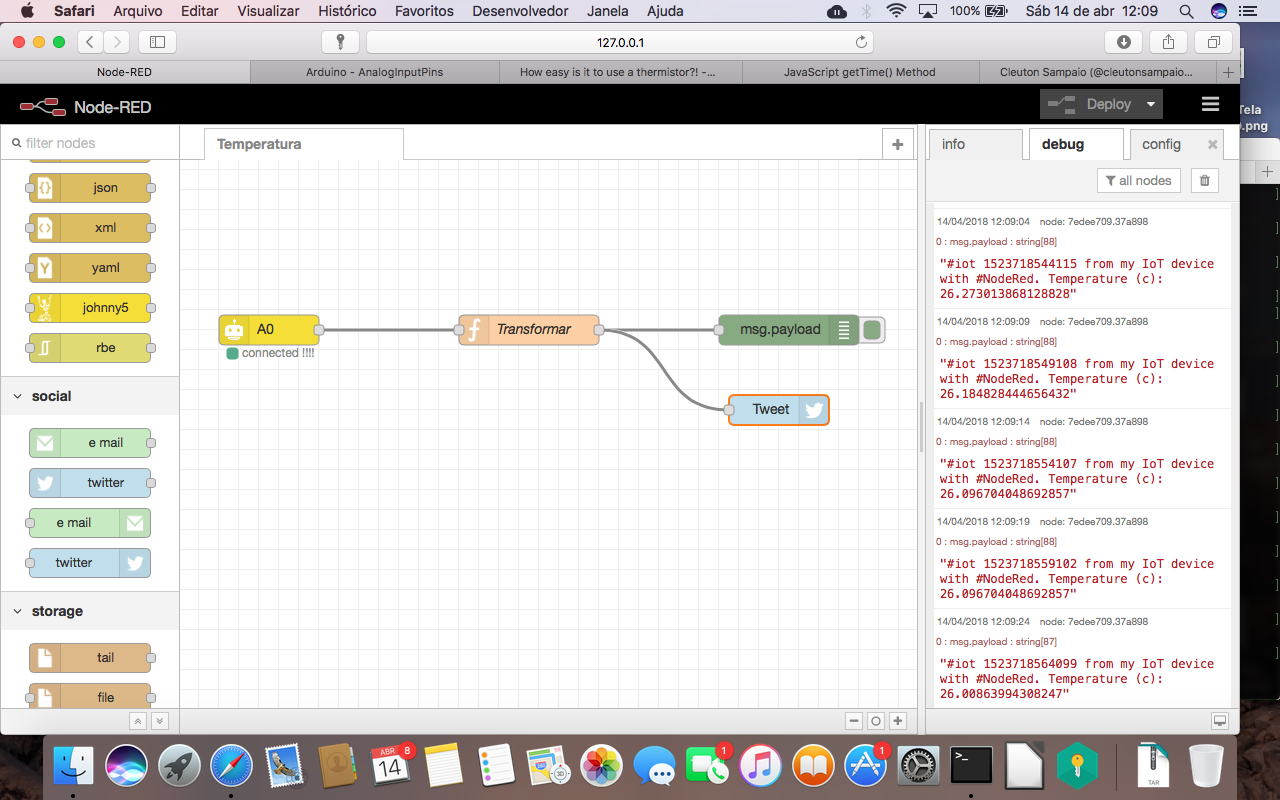 Safari Arquivo Editar Visualizar Histórico Favoritos Desenvolvedor Janela Ajuda 100% Sáb 14 de abr 12:09
127.0.0.1
Node-RED Arduino - AnalogInputPins How easy is it to use a thermistor?! -... JavaScript getTime() Method Cleuton Sampaio (@cleutonsampaio...
Node-RED Deploy
Tela
.png
filter nodes
Temperatura
info debug config
all nodes
json
xml
yaml
johnny5
rbe
social
e mail
twitter
e mail
twitter
storage
tail
file
A0
connected !!!!
Transformar
msg.payload
Tweet
14/04/2018 12:09:04 node: 7edee709.37a898
0 : msg.payload : string[88]
"#iot 1523718544115 from my IoT device
with #NodeRed. Temperature (c):
26.273013868128828"
14/04/2018 12:09:09 node: 7edee709.37a898
0 : msg.payload : string[88]
"#iot 1523718549108 from my IoT device
with #NodeRed. Temperature (c):
26.184828444656432"
14/04/2018 12:09:14 node: 7edee709.37a898
0 : msg.payload : string[88]
"#iot 1523718554107 from my IoT device
with #NodeRed. Temperature (c):
26.096704048692857"
14/04/2018 12:09:19 node: 7edee709.37a898
0 : msg.payload : string[88]
"#iot 1523718559102 from my IoT device
with #NodeRed. Temperature (c):
26.096704048692857"
14/04/2018 12:09:24 node: 7edee709.37a898
0 : msg.payload : string[87]
"#iot 1523718564099 from my IoT device
with #NodeRed. Temperature (c):
26.00863994308247"
ABR
14
8
3D
1
1
TAR